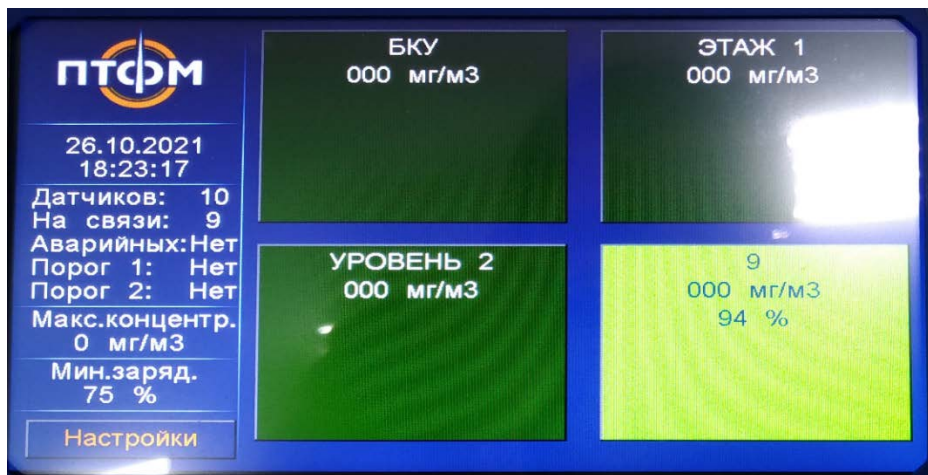 ПТФМ
26.10.2021
18:23:17
Датчиков: 10
На связи: 9
Аварийных:Нет
Порог 1: Нет
Порог 2: Нет
Макс.концентр.
0 мг/м3
Мин.заряд.
75 %
Настройки
БКУ
000 мг/м3
ЭТАЖ 1
000 мг/м3
УРОВЕНЬ 2
000 мг/м3
9
000 мг/м3
94 %